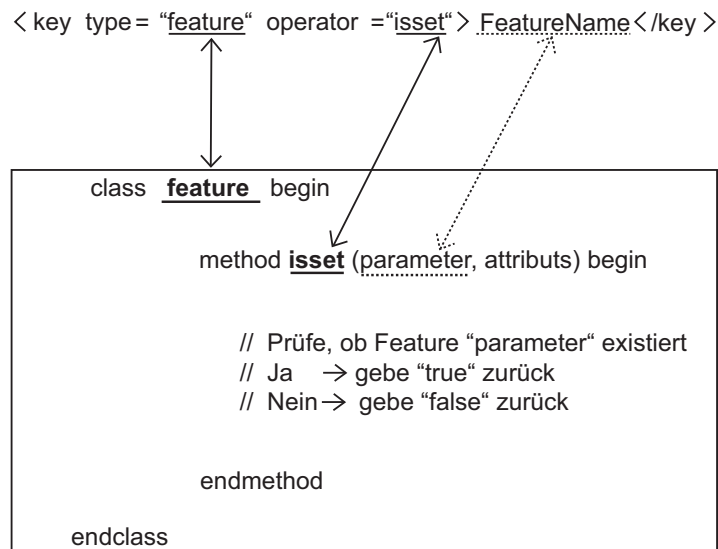 <key type= “feature“ operator =“isset“> FeatureName</key>
class feature begin
method isset (parameter, attributs) begin
// Prüfe, ob Feature “parameter“ existiert
// Ja → gebe “true“ zurück
// Nein → gebe “false“ zurück
endmethod
endclass